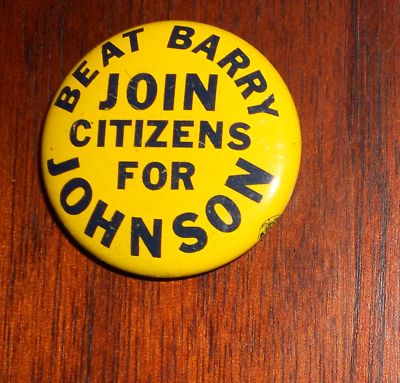 BEAT BARRY
JOIN
CITIZENS
FOR
JOHNSON